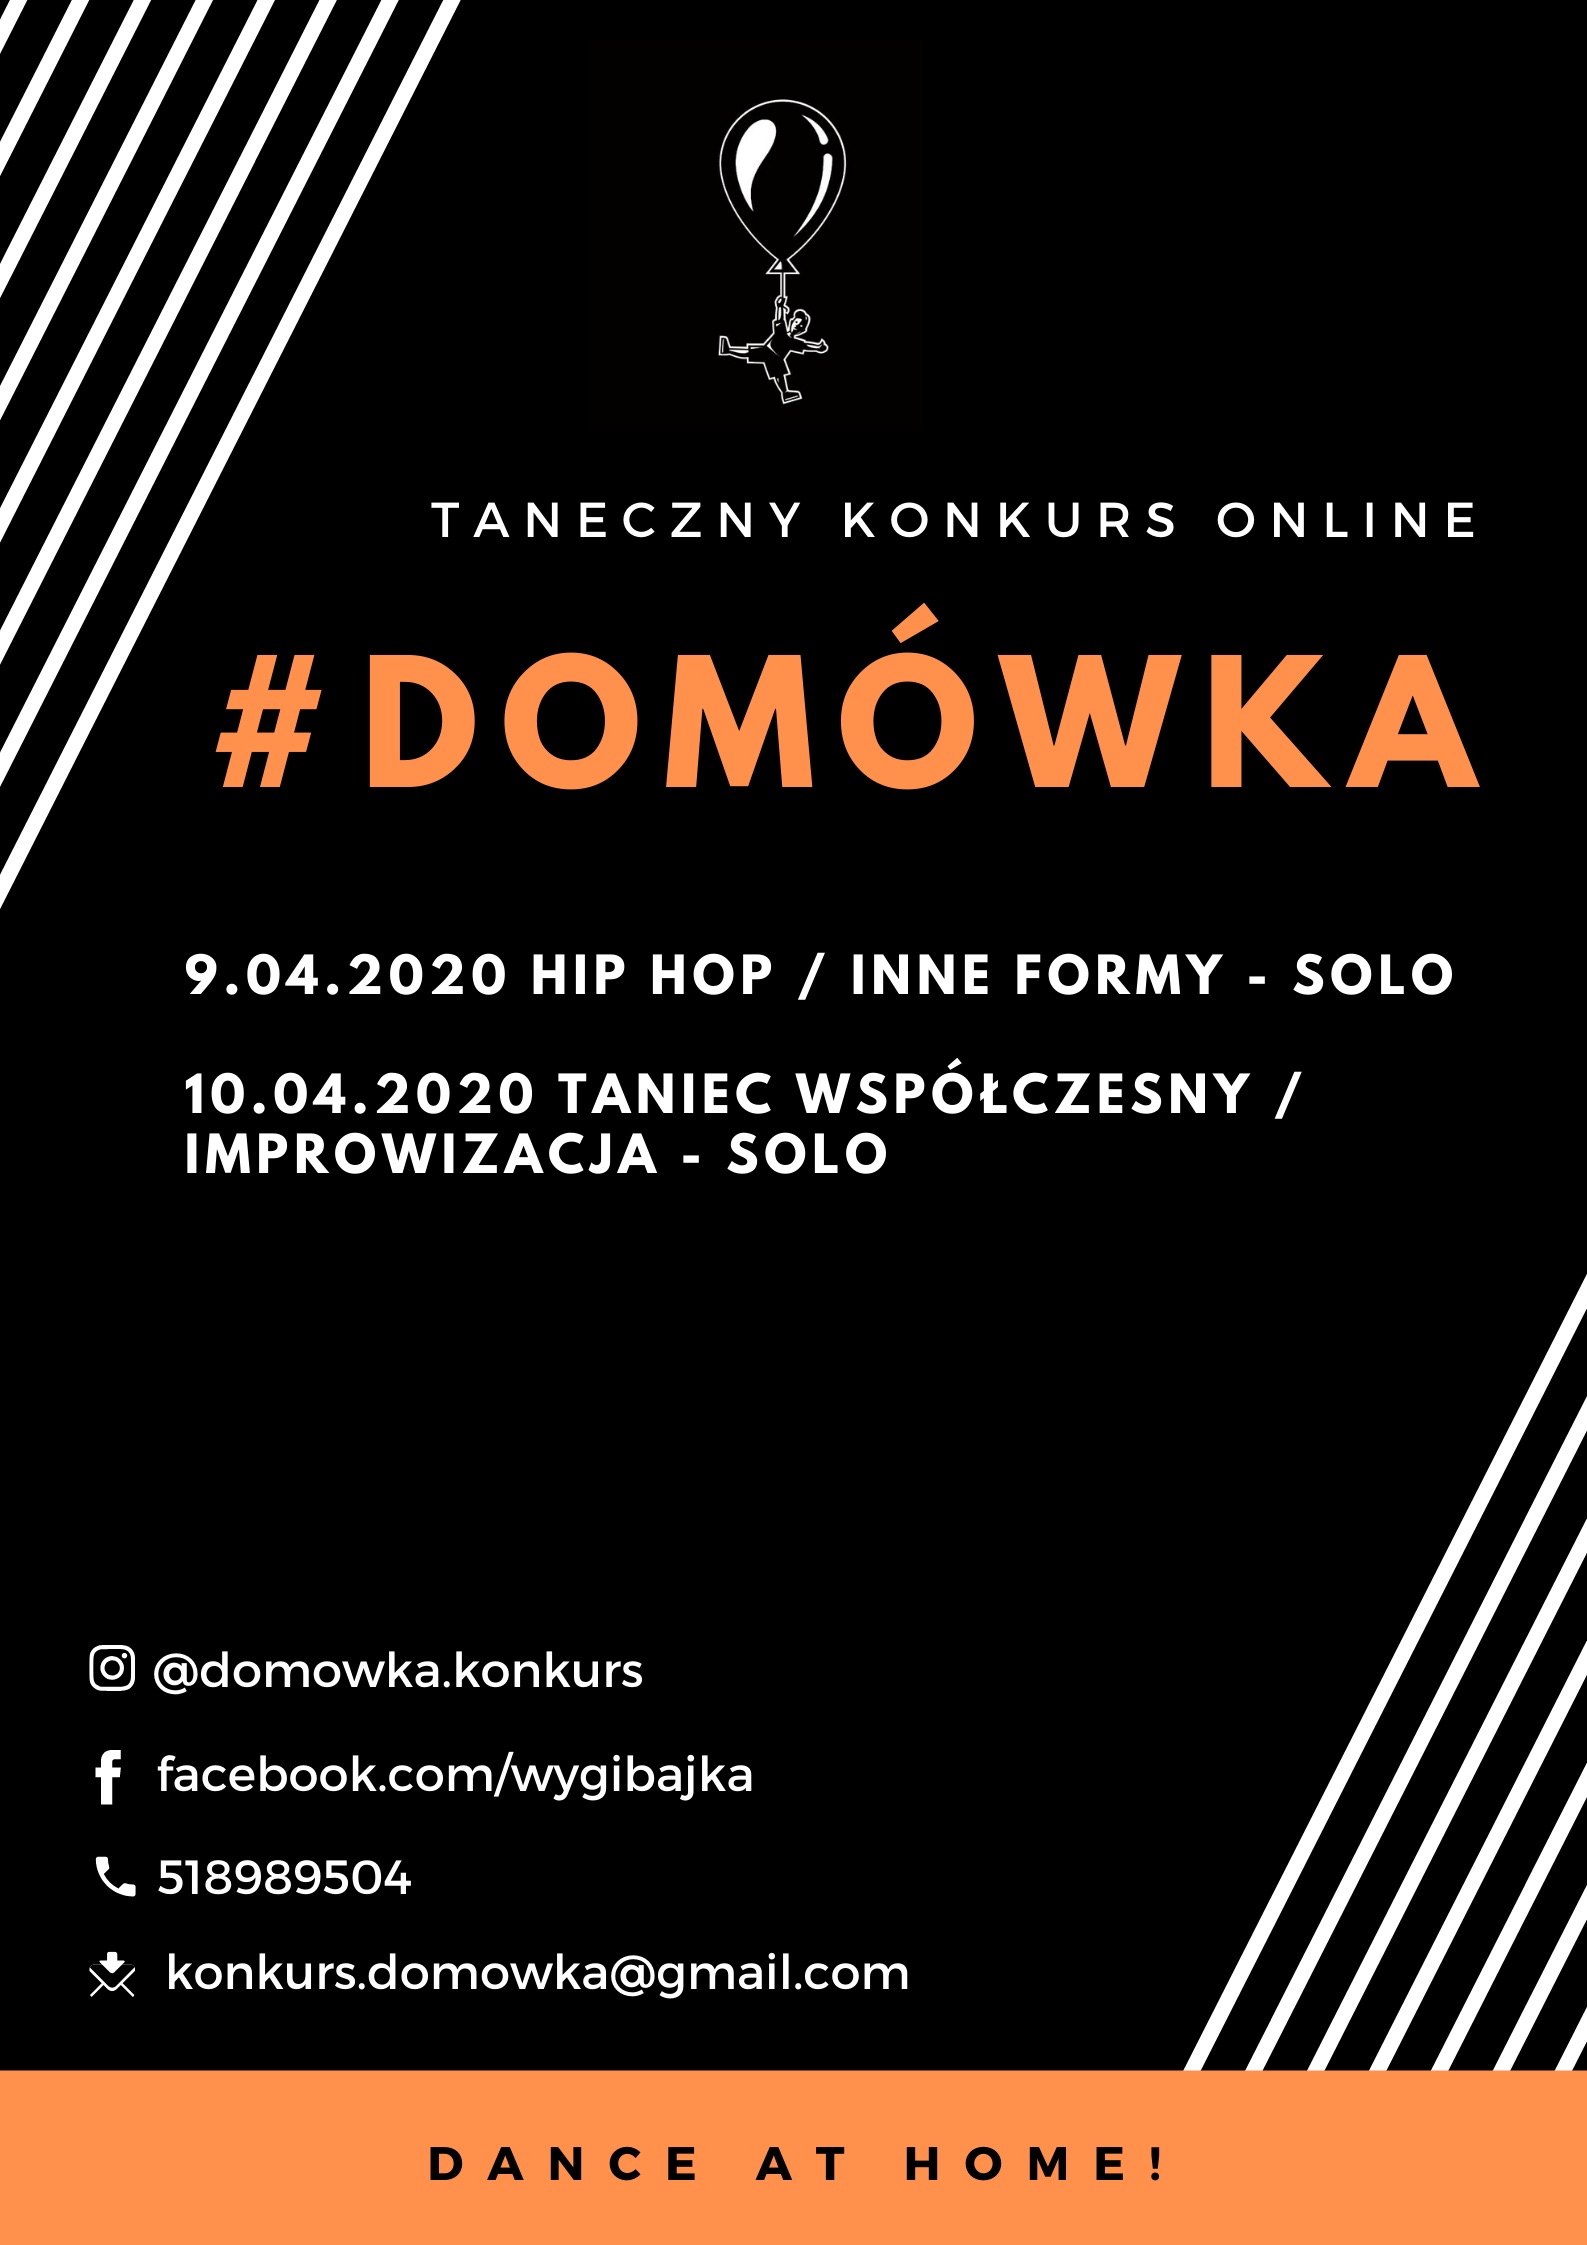 TANECZNY KONKURS ONLINE
#DOMÓWKA
9.04.2020 HIP HOP / INNE FORMY - SOLO
10.04.2020 TANIEC WSPÓŁCZESNY /
IMPROWIZACJA - SOLO
@domowka.konkurs
facebook.com/wygibajka
518989504
konkurs.domowka@gmail.com
DANCE AT HOME!